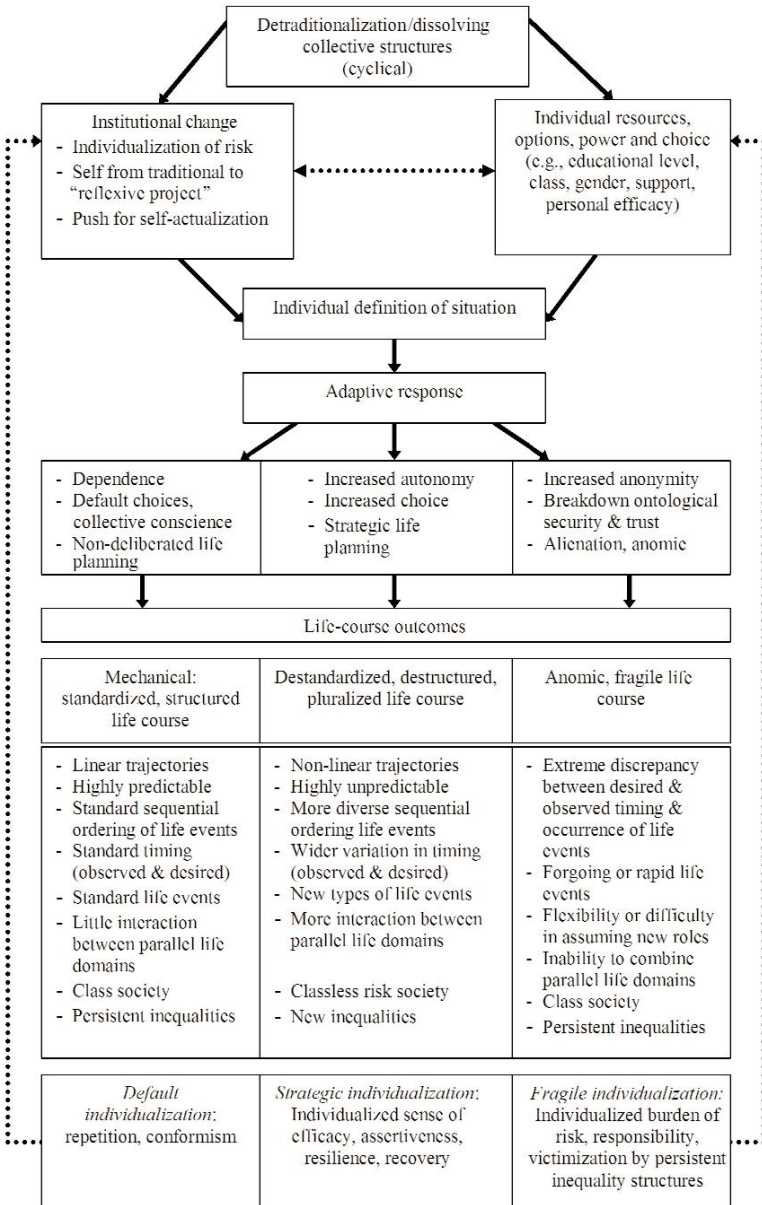 Detraditionalization/dissolving
collective structures
(cyclical)
Institutional change
- Individualization of risk
- Self from traditional to
“reflexive project”
- Push for self-actualization
Individual resources,
options, power and choice
(e.g., educational level,
class, gender, support,
personal efficacy)
Individual definition of situation
Adaptive response
- Dependence
- Default choices,
collective conscience
- Non-deliberated life
planning
- Increased autonomy
- Increased choice
- Strategic life
planning
- Increased anonymity
- Breakdown ontological
security & trust
- Alienation, anomic
Life-course outcomes
Mechanical:
standardized, structured
life course
Destandardized, destructured,
pluralized life course
Anomic, fragile life
course
- Linear trajectories
- Highly predictable
- Standard sequential
ordering of life events
- Standard timing
(observed & desired)
- Standard life events
- Little interaction
between parallel life
domains
- Class society
- Persistent inequalities
- Non-linear trajectories
- Highly unpredictable
- More diverse sequential
ordering life events
- Wider variation in timing
(observed & desired)
- New types of life events
- More interaction between
parallel life domains
- Classless risk society
- New inequalities
- Extreme discrepancy
between desired &
observed timing &
occurrence of life
events
- Forgoing or rapid life
events
- Flexibility or difficulty
in assuming new roles
- Inability to combine
parallel life domains
- Class society
- Persistent inequalities
Default
individualization:
repetition, conformism
Strategic individualization:
Individualized sense of
efficacy, assertiveness,
resilience, recovery
Fragile individualization:
Individualized burden of
risk, responsibility,
victimization by persistent
inequality structures